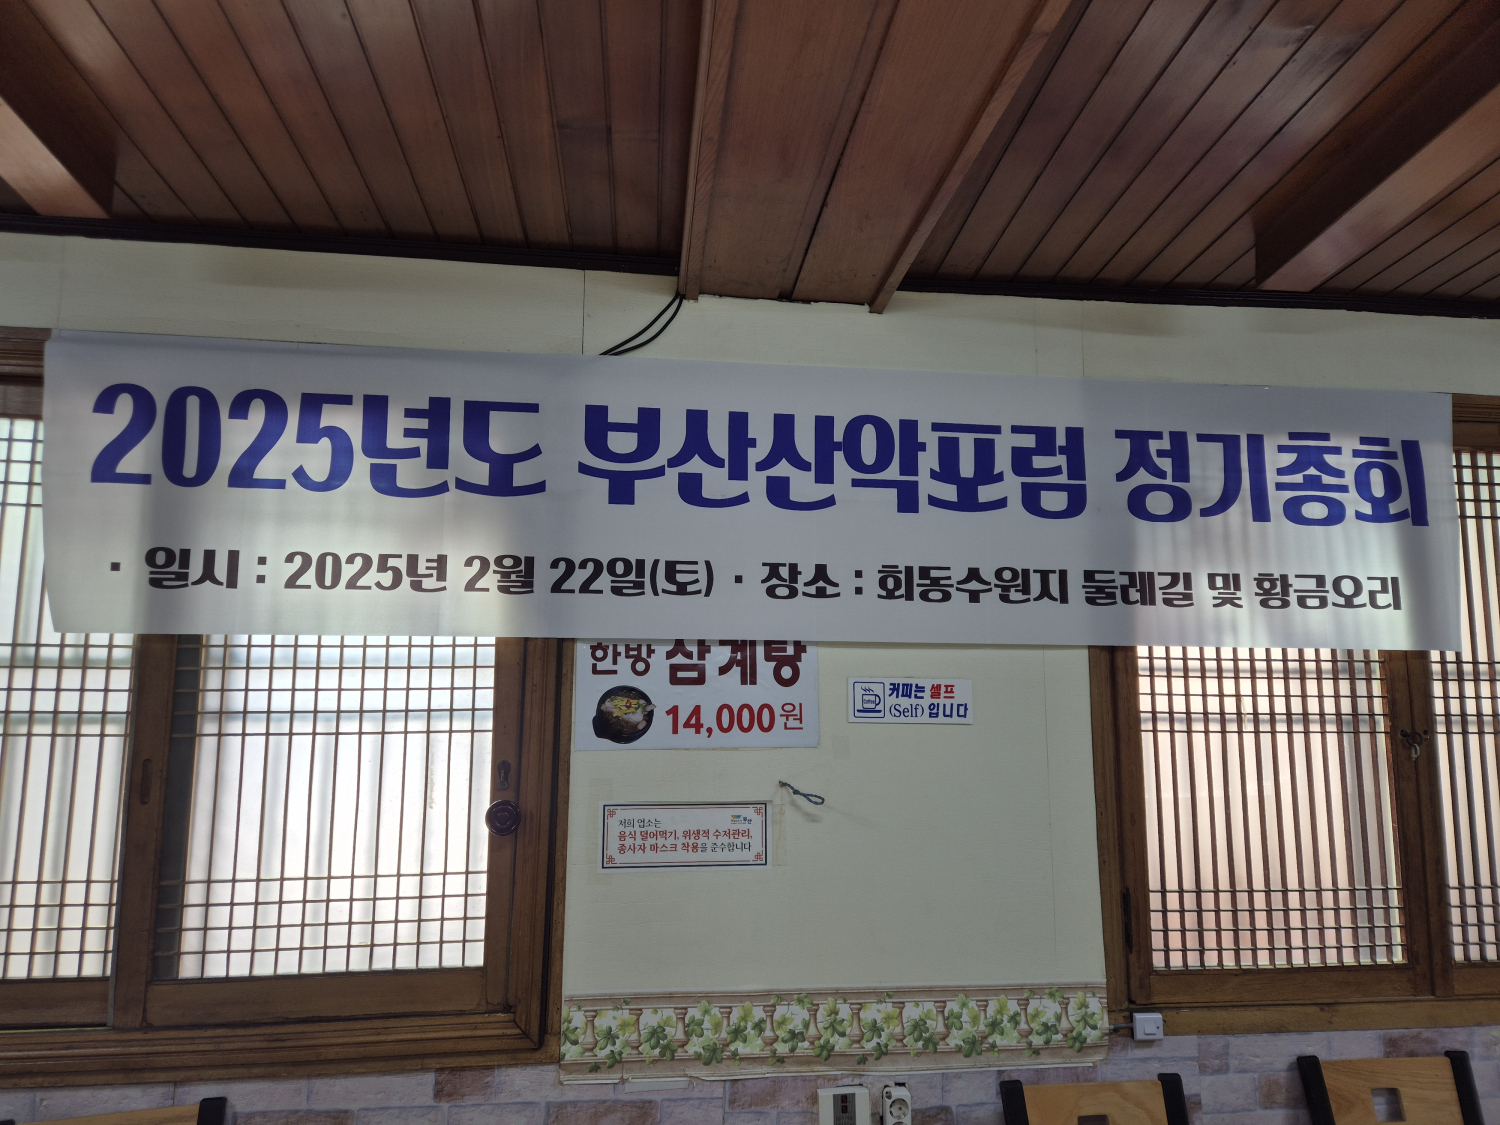 2025년도 부산산악포럼 정기총회
· 일시 : 2025년 2월 22일(토) · 장소 : 회동수원지 둘레길 및 황금오리
한방 삼계탕
14,000원
커피는 셀프
(Self) 입니다
저희 업소는
음식 덜어먹기, 위생적 수저관리,
종사자 마스크 착용을 준수합니다